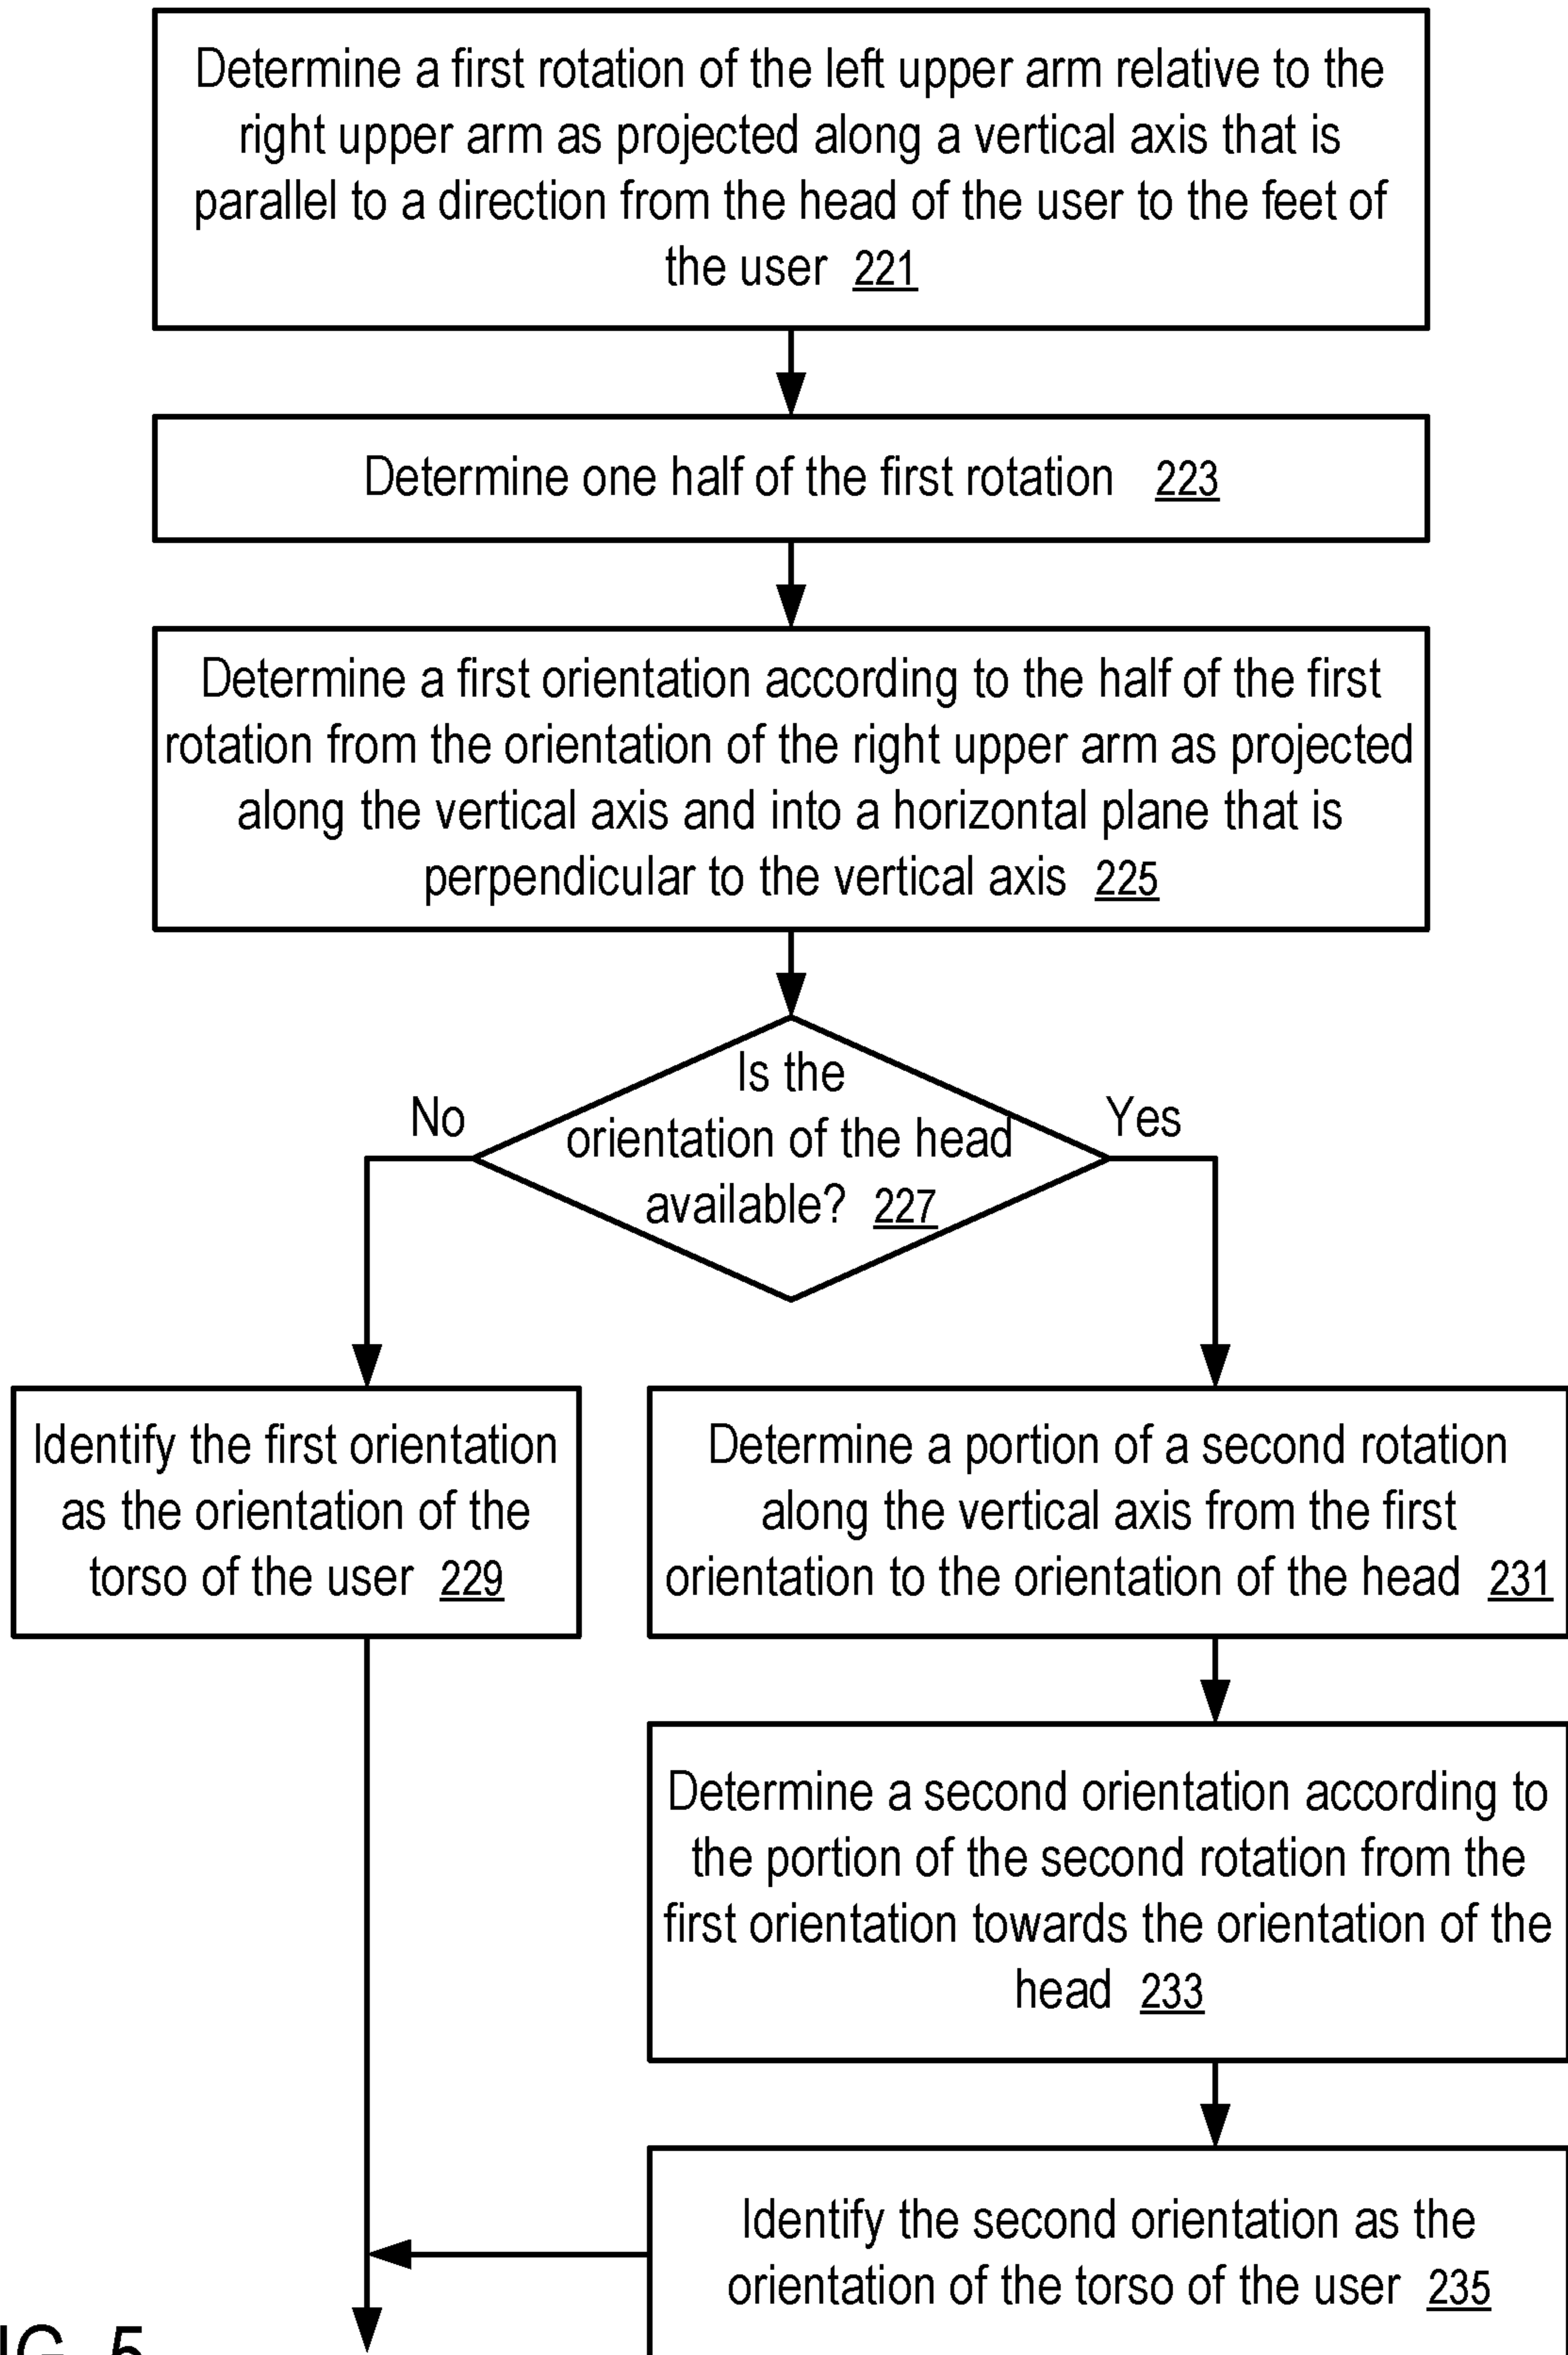 Determine a first rotation of the left upper arm relative to the
right upper arm as projected along a vertical axis that is
parallel to a direction from the head of the user to the feet of
the user 221
Determine one half of the first rotation 223
Determine a first orientation according to the half of the first
rotation from the orientation of the right upper arm as projected
along the vertical axis and into a horizontal plane that is
perpendicular to the vertical axis 225
Is the
orientation of the head
available? 227
No
Yes
Identify the first orientation
as the orientation of the
torso of the user 229
Determine a portion of a second rotation
along the vertical axis from the first
orientation to the orientation of the head 231
Determine a second orientation according to
the portion of the second rotation from the
first orientation towards the orientation of the
head 233
Identify the second orientation as the
orientation of the torso of the user 235